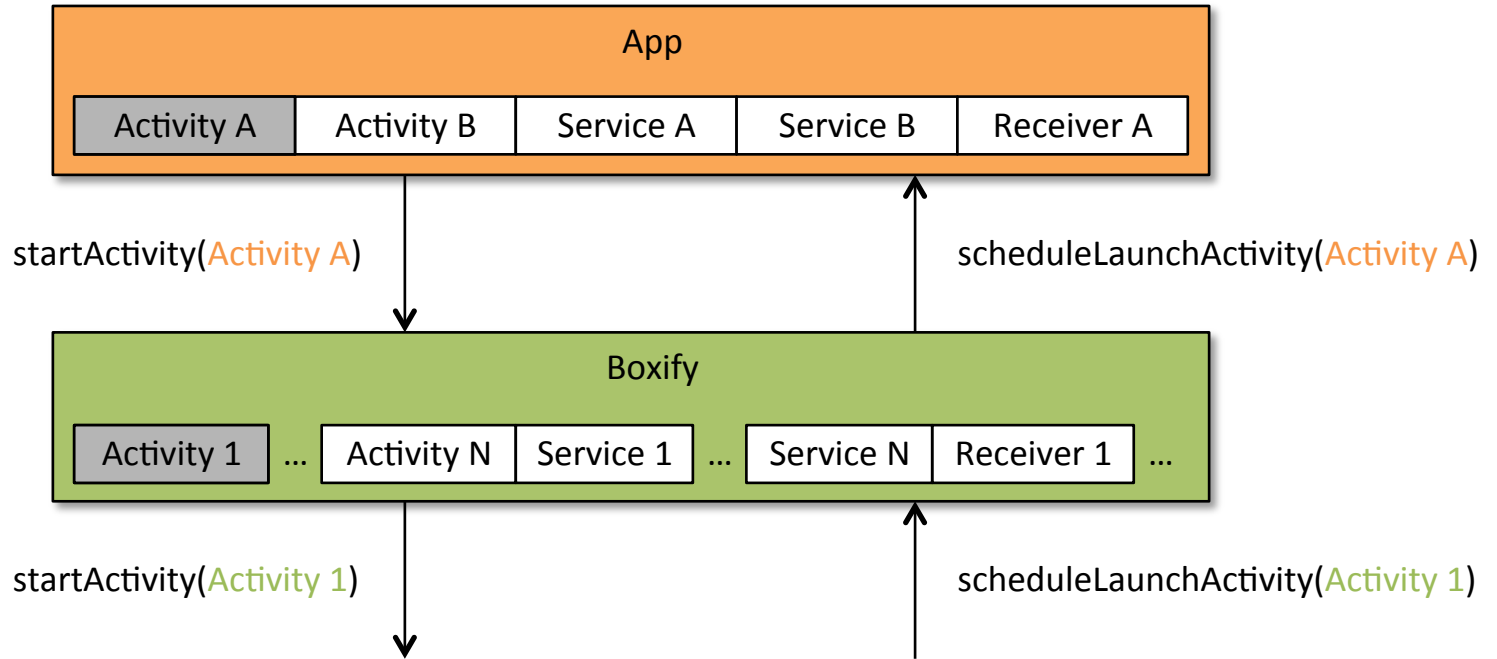 App
Activity A Activity B Service A Service B Receiver A
startActivity(Activity A) scheduleLaunchActivity(Activity A)
Boxify
Activity 1 … Activity N Service 1 … Service N Receiver 1 …
startActivity(Activity 1) scheduleLaunchActivity(Activity 1)